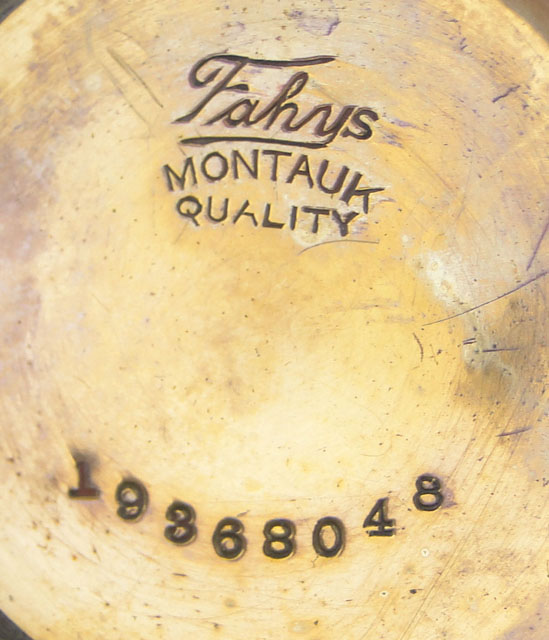 Fahys
MONTAUK
QUALITY
19368048